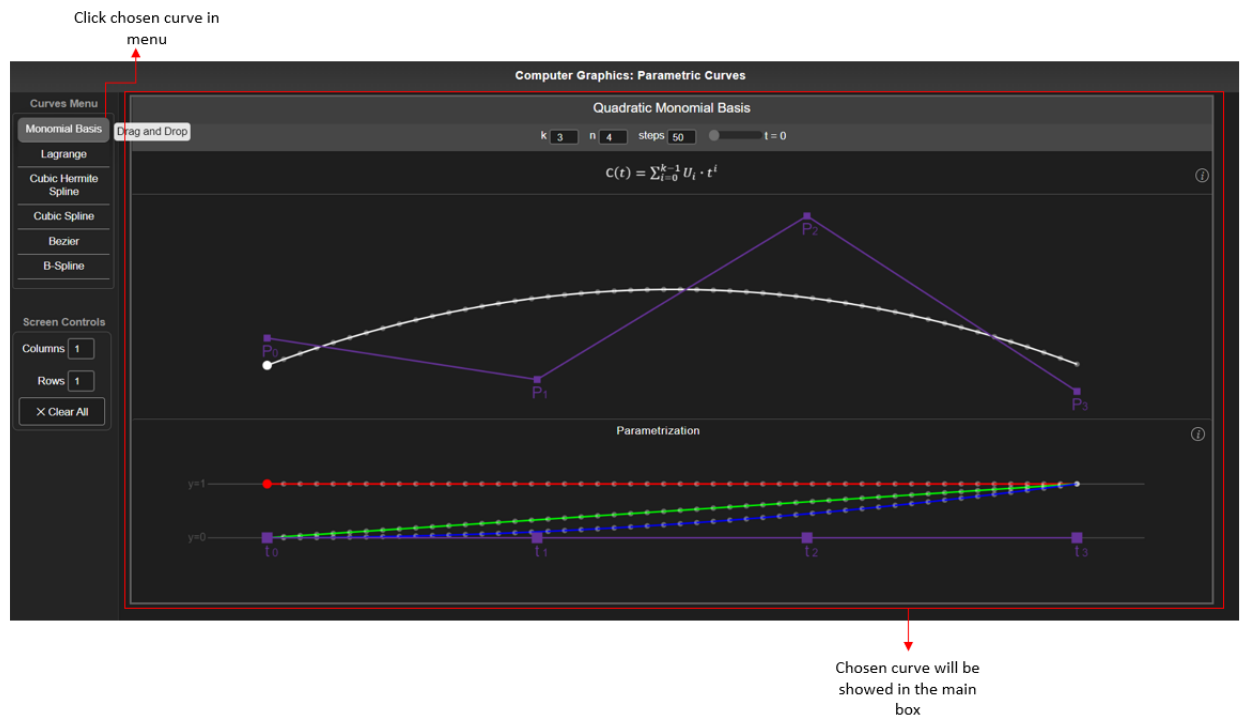 Click chosen curve in
menu
Computer Graphics: Parametric Curves
Curves Menu
Monomial Basis
Drag and Drop
Lagrange
Cubic Hermite
Spline
Cubic Spline
Bezier
B-Spline
Screen Controls
Columns 1
Rows 1
× Clear All
Quadratic Monomial Basis
k 3 n 4 steps 50 t = 0
C(t) = ∑_{i=0}^{k−1} U_i · t^i
i
P0
P1
P2
P3
Parametrization
i
y=1
y=0
t0 t1 t2 t3
Chosen curve will be
showed in the main
box